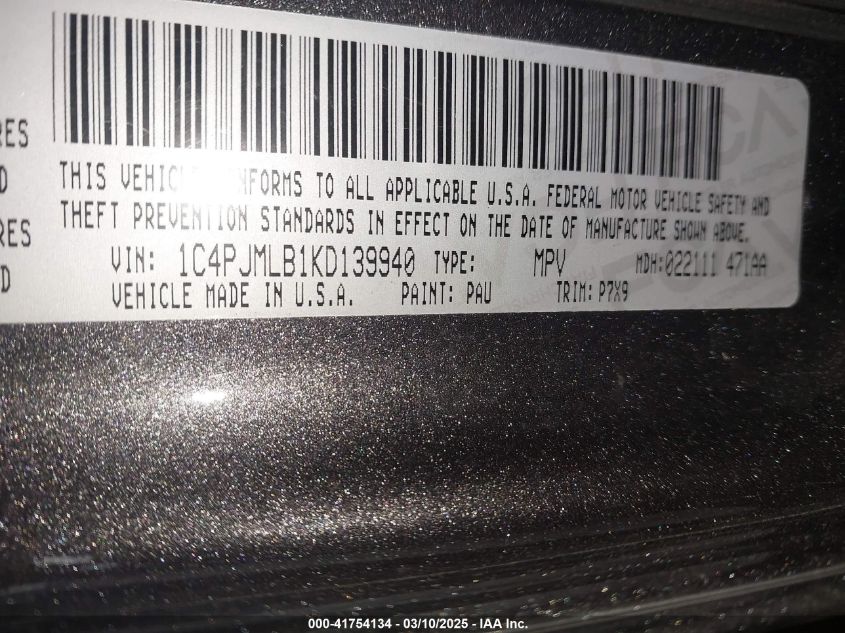 RES
D
RES
D
THIS VEHIC NFORMS TO ALL APPLICABLE U.S.A. FEDERAL MOTOR VEHICLE SAFETY AND
THEFT PREVENTION STANDARDS IN EFFECT ON THE DATE OF MANUFACTURE SHOWN ABOVE.
VIN: 1C4PJMLB1KD139940 TYPE: MPV MDH:022111 471AA
VEHICLE MADE IN U.S.A. PAINT: PAU TRIM: P7X9
000-41754134 - 03/10/2025 - IAA Inc.